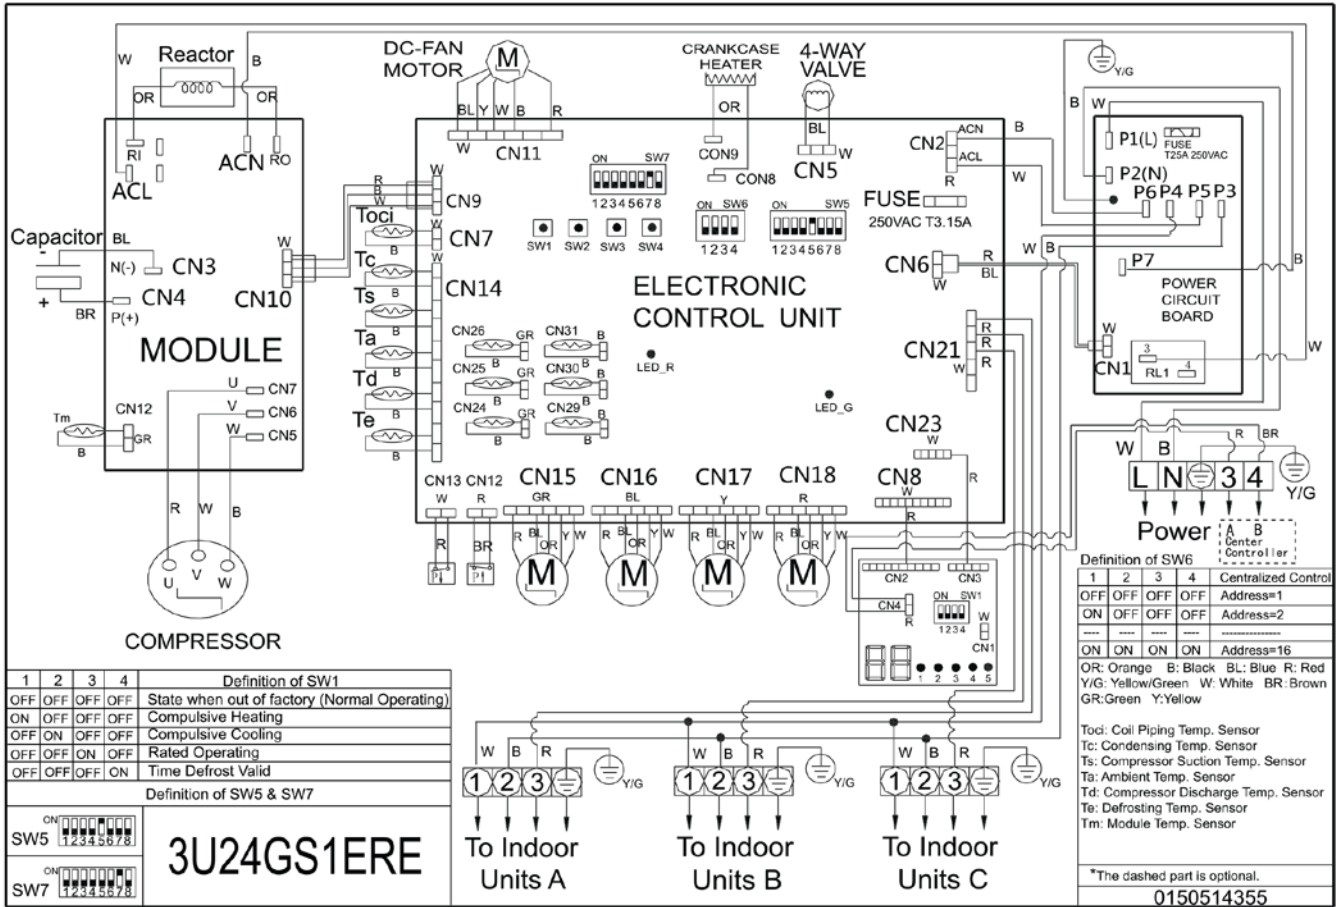 Reactor
W
B
OR
OR
RI
ACL
ACN
RO
Capacitor
-
BL
N(-)
CN3
+
BR
P(+)
CN4
W
CN10
MODULE
U
CN7
V
CN6
W
CN5
Tm
CN12
GR
B
R
W
B
U
V
W
COMPRESSOR
DC-FAN
MOTOR
M
BL Y W B R
W
CN11
CRANKCASE
HEATER
OR
CON9
CON8
4-WAY
VALVE
BL
W
CN5
R
B
W
W
CN9
Toci
B
W
CN7
Tc
B
W
CN14
Ts
B
Ta
B
Td
B
Te
B
ON SW7
1 2 3 4 5 6 7 8
SW1 SW2 SW3 SW4
ON SW6
1 2 3 4
ON SW5
1 2 3 4 5 6 7 8
CN2
ACN
ACL
R
B
W
FUSE
250VAC T3.15A
CN6
W
R
BL
ELECTRONIC
CONTROL UNIT
CN26
GR
B
CN31
B
B
CN25
GR
B
CN30
B
B
CN24
GR
B
CN29
B
B
LED_R
LED_G
CN21
R
R
R
W
CN23
W
R
CN8
W
R
CN13
W
R
CN12
R
BR
CN15
GR
R BL OR Y W
M
CN16
BL
R BL OR Y W
M
CN17
Y
R BL OR Y W
M
CN18
R
R BL OR Y W
M
CN2
CN3
CN4
R
ON SW1
1 2 3 4
W
CN1
88
1 2 3 4 5
Y/G
B
W
P1(L)
FUSE
T25A 250VAC
P2(N)
P6 P4 P5 P3
W
B
P7
B
POWER
CIRCUIT
BOARD
W
CN1
3
RL1
4
W
W
B
R
BR
L N 3 4
Y/G
Power
A B
Center
Controller
Definition of SW6
1 2 3 4 Centralized Control
OFF OFF OFF OFF Address=1
ON OFF OFF OFF Address=2
---- ---- ---- ---- ---------------
ON ON ON ON Address=16
OR: Orange B: Black BL: Blue R: Red
Y/G: Yellow/Green W: White BR: Brown
GR:Green Y:Yellow
Toci: Coil Piping Temp. Sensor
Tc: Condensing Temp. Sensor
Ts: Compressor Suction Temp. Sensor
Ta: Ambient Temp. Sensor
Td: Compressor Discharge Temp. Sensor
Te: Defrosting Temp. Sensor
Tm: Module Temp. Sensor
*The dashed part is optional.
0150514355
1 2 3 4 Definition of SW1
OFF OFF OFF OFF State when out of factory (Normal Operating)
ON OFF OFF OFF Compulsive Heating
OFF ON OFF OFF Compulsive Cooling
OFF OFF ON OFF Rated Operating
OFF OFF OFF ON Time Defrost Valid
Definition of SW5 & SW7
SW5
ON
1 2 3 4 5 6 7 8
SW7
ON
1 2 3 4 5 6 7 8
3U24GS1ERE
W B R
1 2 3
Y/G
To Indoor
Units A
W B R
1 2 3
Y/G
To Indoor
Units B
W B R
1 2 3
Y/G
To Indoor
Units C